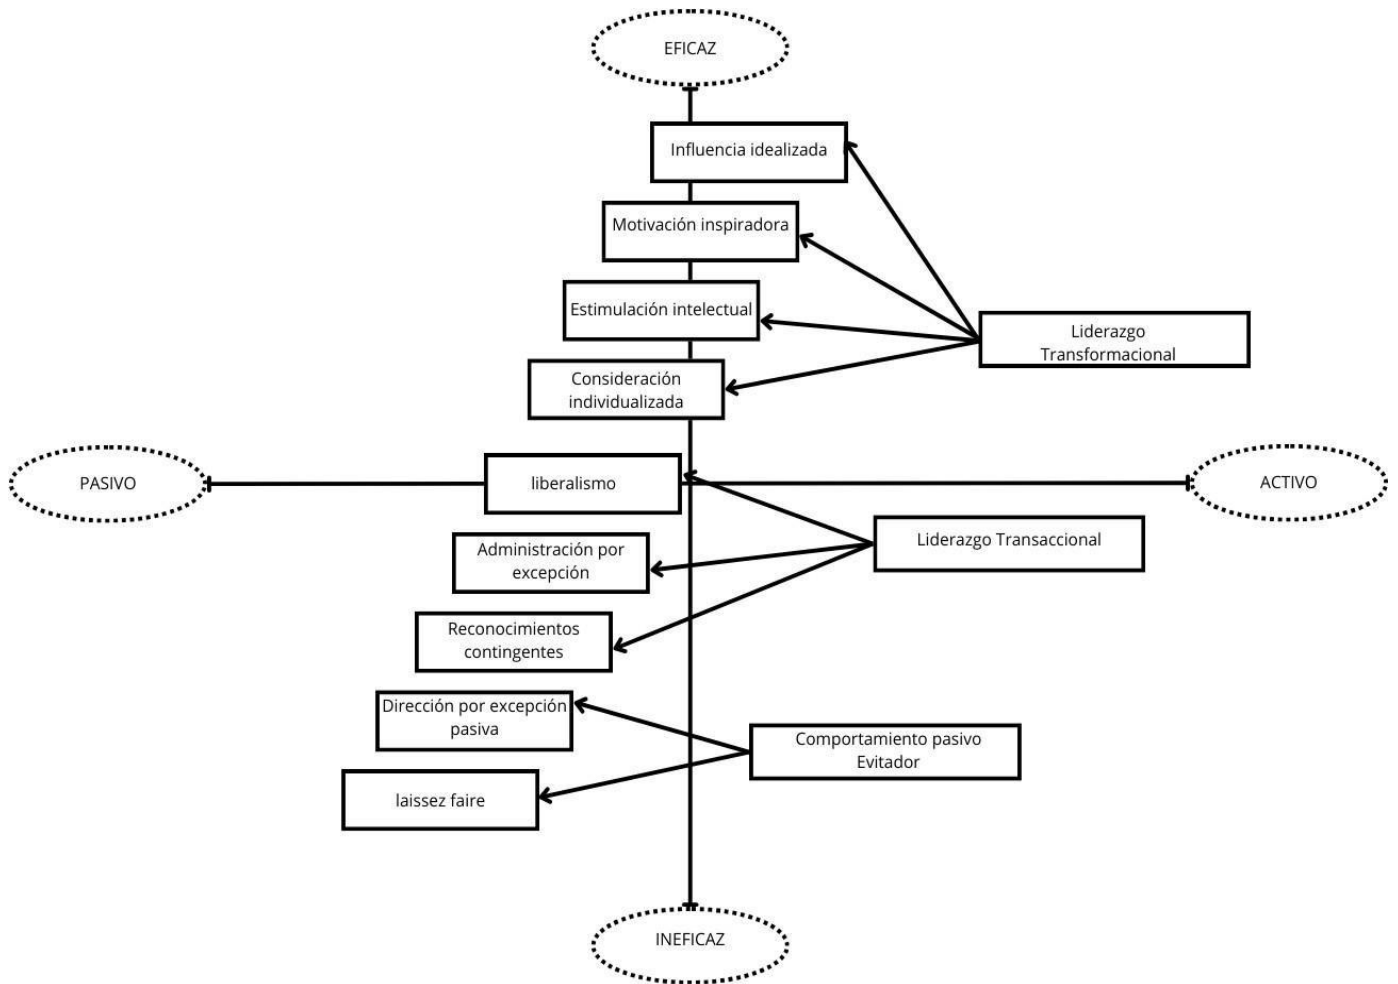 EFICAZ
Influencia idealizada
Motivación inspiradora
Estimulación intelectual
Liderazgo
Transformacional
Consideración
individualizada
PASIVO
liberalismo
ACTIVO
Liderazgo Transaccional
Administración por
excepción
Reconocimientos
contingentes
Dirección por excepción
pasiva
Comportamiento pasivo
Evitador
laissez faire
INEFICAZ